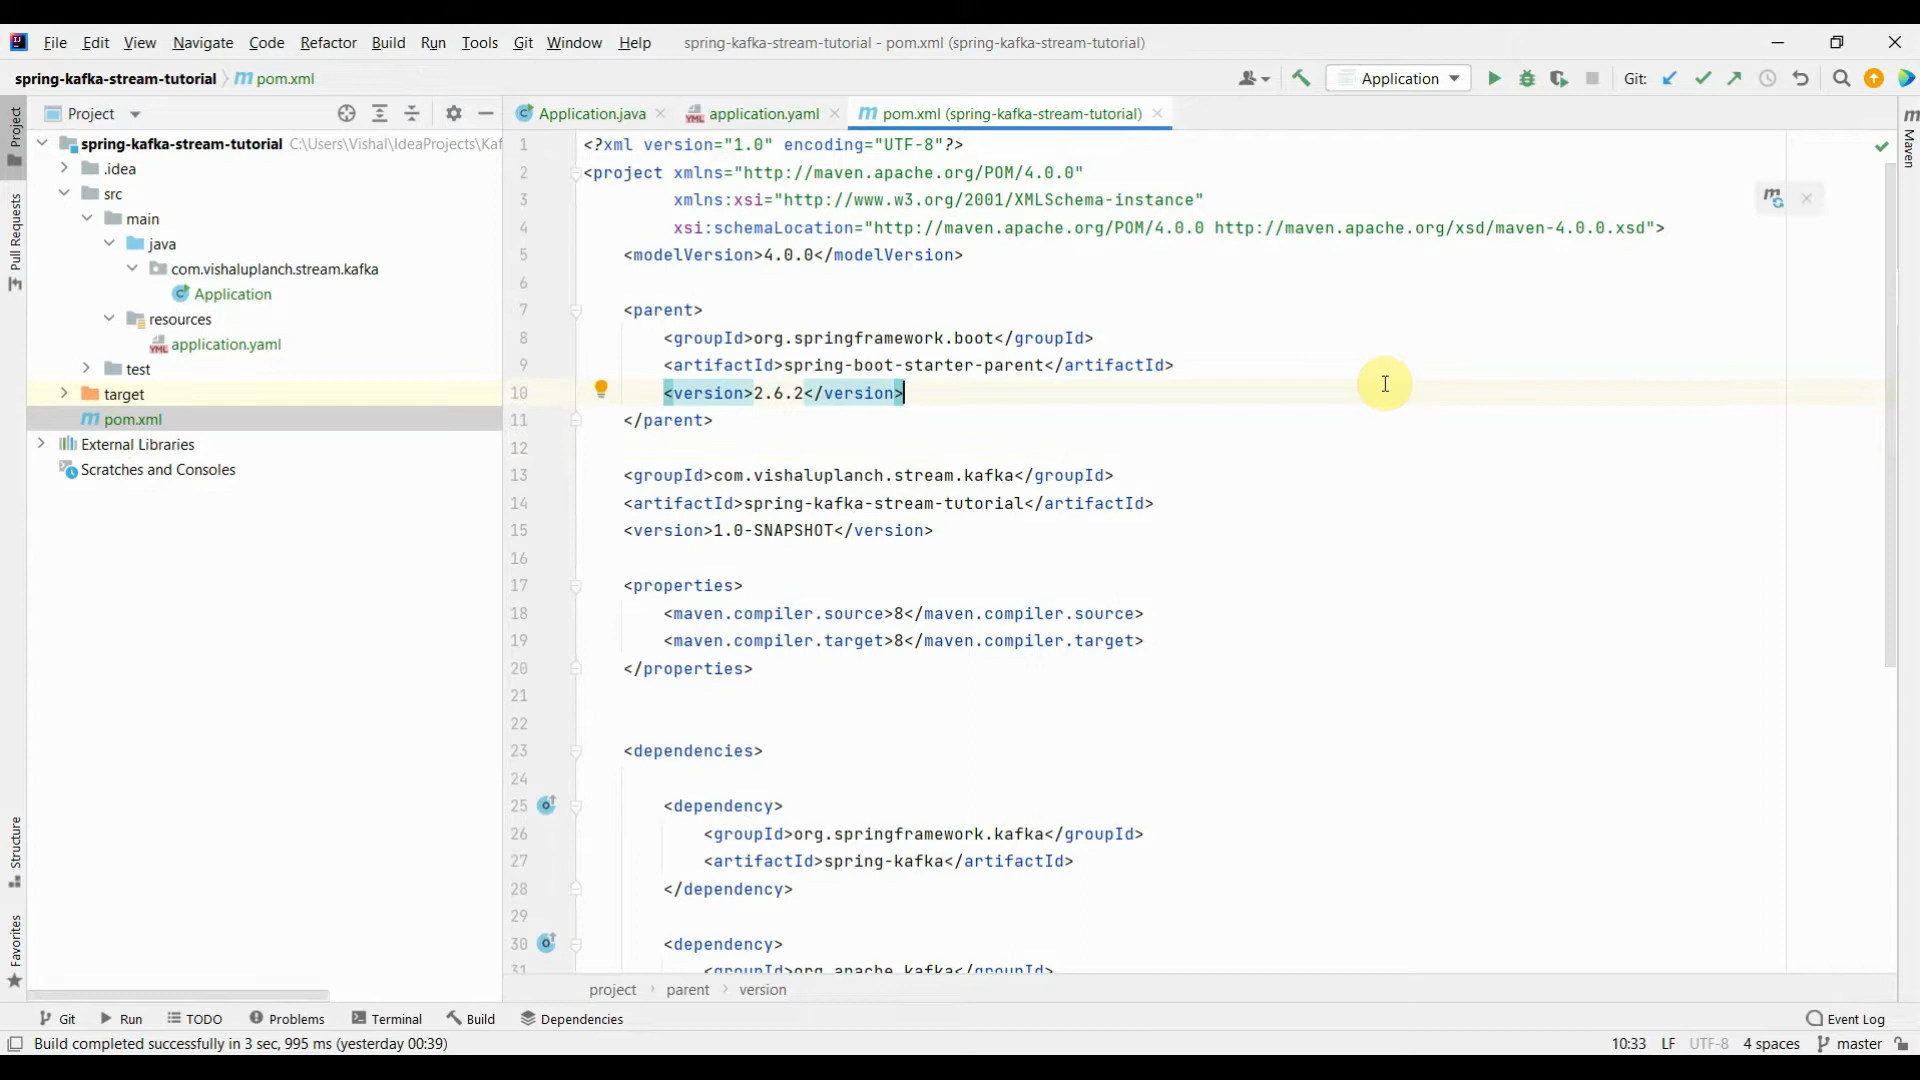 File Edit View Navigate Code Refactor Build Run Tools Git Window Help spring-kafka-stream-tutorial - pom.xml (spring-kafka-stream-tutorial)
spring-kafka-stream-tutorial pom.xml Application Git:
Project Application.java application.yaml pom.xml (spring-kafka-stream-tutorial)
spring-kafka-stream-tutorial C:\Users\Vishal\IdeaProjects\Kaf
.idea
src
main
java
com.vishaluplanch.stream.kafka
Application
resources
application.yaml
test
target
pom.xml
External Libraries
Scratches and Consoles
Project
Pull Requests
Structure
Favorites
1 <?xml version="1.0" encoding="UTF-8"?>
2 <project xmlns="http://maven.apache.org/POM/4.0.0"
3 xmlns:xsi="http://www.w3.org/2001/XMLSchema-instance"
4 xsi:schemaLocation="http://maven.apache.org/POM/4.0.0 http://maven.apache.org/xsd/maven-4.0.0.xsd">
5 <modelVersion>4.0.0</modelVersion>
6
7 <parent>
8 <groupId>org.springframework.boot</groupId>
9 <artifactId>spring-boot-starter-parent</artifactId>
10 <version>2.6.2</version>
11 </parent>
12
13 <groupId>com.vishaluplanch.stream.kafka</groupId>
14 <artifactId>spring-kafka-stream-tutorial</artifactId>
15 <version>1.0-SNAPSHOT</version>
16
17 <properties>
18 <maven.compiler.source>8</maven.compiler.source>
19 <maven.compiler.target>8</maven.compiler.target>
20 </properties>
21
22
23 <dependencies>
24
25 <dependency>
26 <groupId>org.springframework.kafka</groupId>
27 <artifactId>spring-kafka</artifactId>
28 </dependency>
29
30 <dependency>
31 <groupId>org.apache.kafka</groupId>
Maven
project parent version
Git Run TODO Problems Terminal Build Dependencies Event Log
Build completed successfully in 3 sec, 995 ms (yesterday 00:39) 10:33 LF UTF-8 4 spaces master